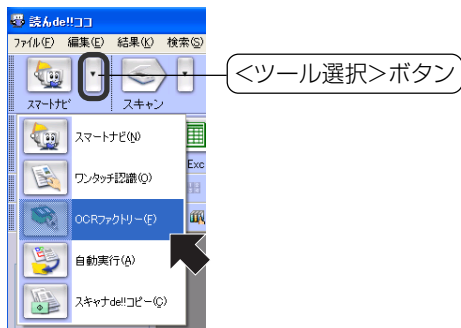 読んde!!ココ
ファイル(F) 編集(E) 結果(K) 検索(S)
<ツール選択>ボタン
スマートナビ スキャン
スマートナビ(N)
Exc
ワンタッチ認識(O)
OCRファクトリー(F)
自動実行(A)
スキャナde!!コピー(C)